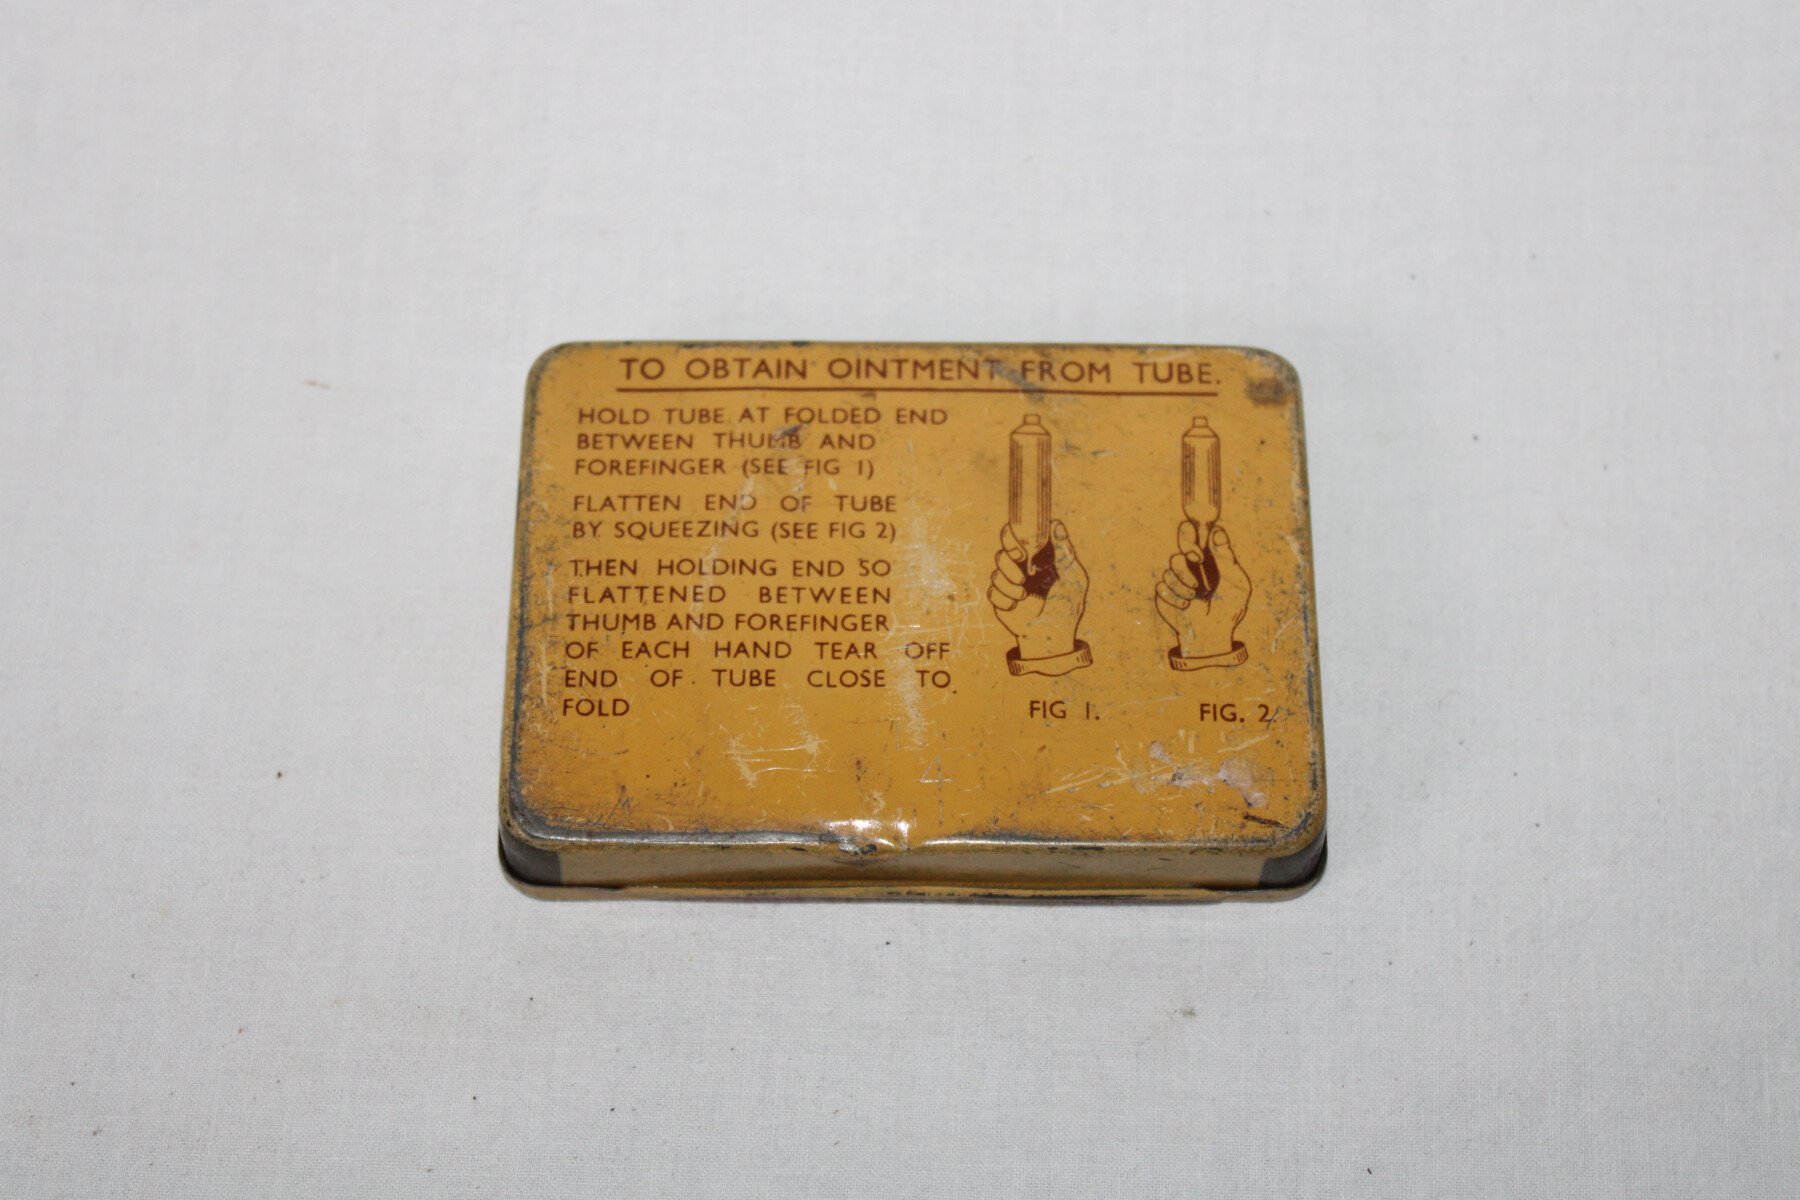 TO OBTAIN OINTMENT FROM TUBE.
HOLD TUBE AT FOLDED END
BETWEEN THUMB AND
FOREFINGER (SEE FIG 1)
FLATTEN END OF TUBE
BY SQUEEZING (SEE FIG 2)
THEN HOLDING END SO
FLATTENED BETWEEN
THUMB AND FOREFINGER
OF EACH HAND TEAR OFF
END OF TUBE CLOSE TO
FOLD
FIG 1.
FIG. 2.